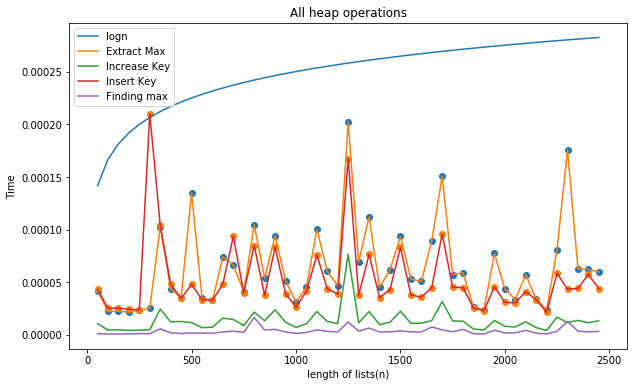 All heap operations
logn
Extract Max
Increase Key
Insert Key
Finding max
Time
0.00025
0.00020
0.00015
0.00010
0.00005
0.00000
0 500 1000 1500 2000 2500
length of lists(n)